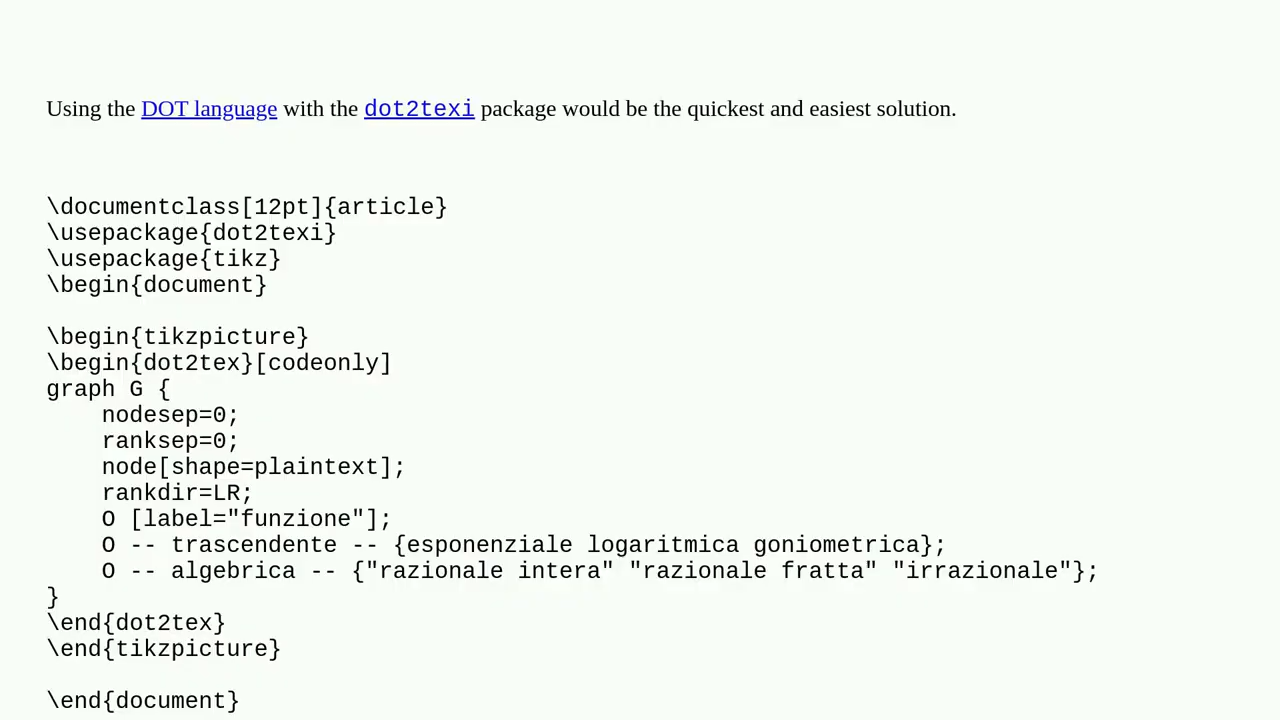 Using the DOT language with the dot2texi package would be the quickest and easiest solution.
\documentclass[12pt]{article}
\usepackage{dot2texi}
\usepackage{tikz}
\begin{document}
\begin{tikzpicture}
\begin{dot2tex}[codeonly]
graph G {
    nodesep=0;
    ranksep=0;
    node[shape=plaintext];
    rankdir=LR;
    O [label="funzione"];
    O -- trascendente -- {esponenziale logaritmica goniometrica};
    O -- algebrica -- {"razionale intera" "razionale fratta" "irrazionale"};
}
\end{dot2tex}
\end{tikzpicture}
\end{document}